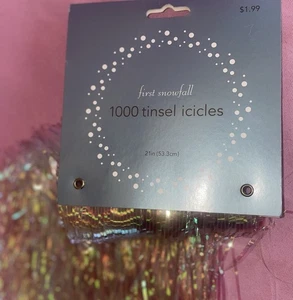 $1.99
first snowfall
1000 tinsel icicles
21in (53.3cm)